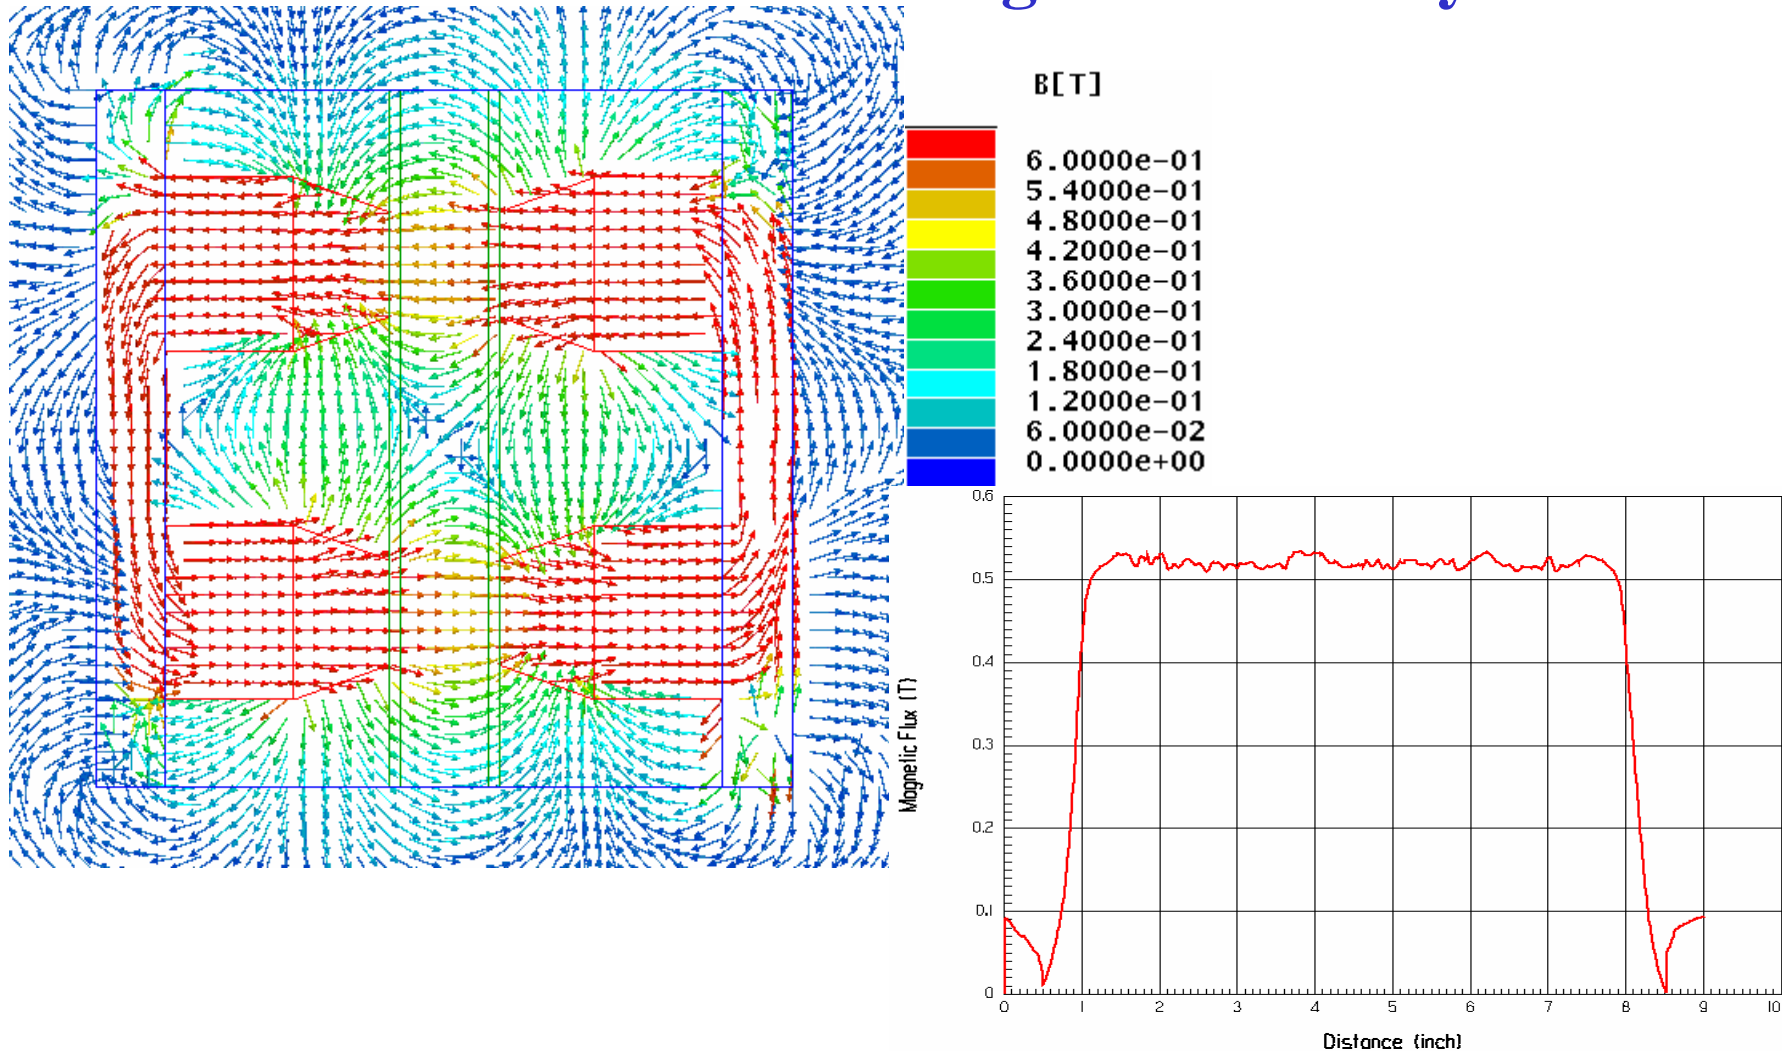 B[T]
6.0000e-01
5.4000e-01
4.8000e-01
4.2000e-01
3.6000e-01
3.0000e-01
2.4000e-01
1.8000e-01
1.2000e-01
6.0000e-02
0.0000e+00
0.6
0.5
0.4
0.3
0.2
0.1
0
Magnetic Flux (T)
0 1 2 3 4 5 6 7 8 9 10
Distance (inch)